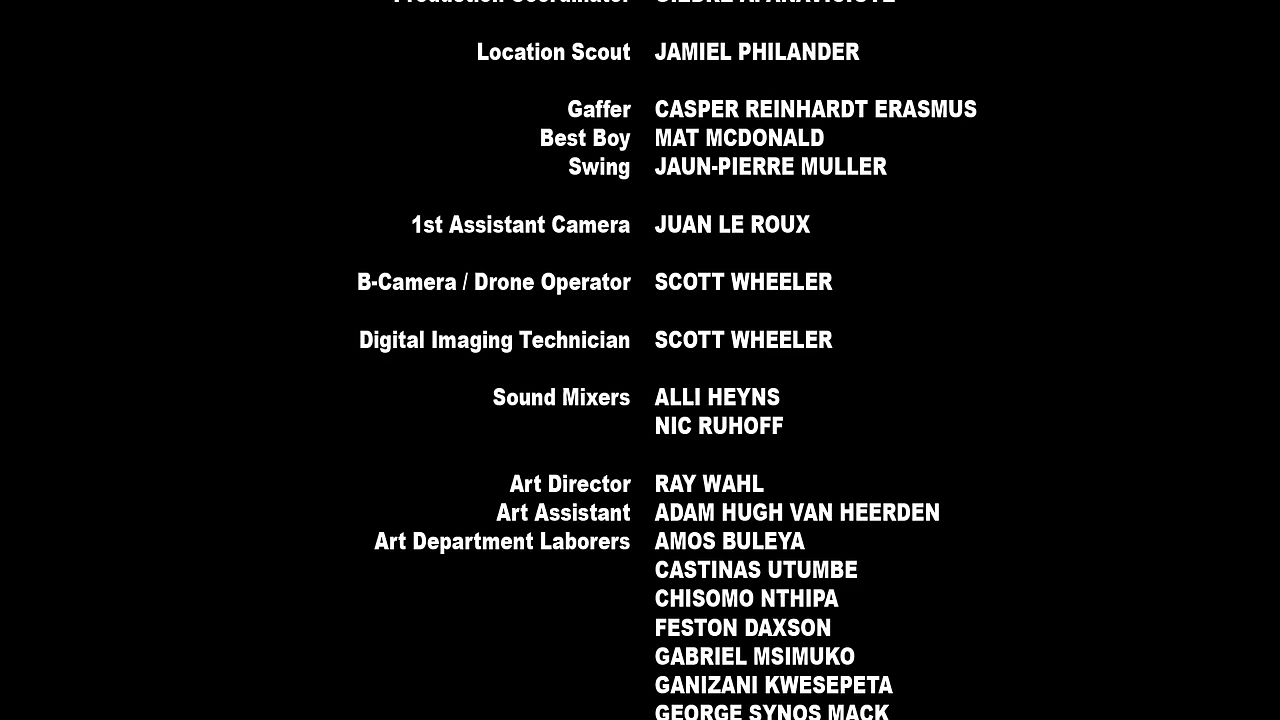 Production Coordinator
Location Scout JAMIEL PHILANDER
Gaffer CASPER REINHARDT ERASMUS
Best Boy MAT MCDONALD
Swing JAUN-PIERRE MULLER
1st Assistant Camera JUAN LE ROUX
B-Camera / Drone Operator SCOTT WHEELER
Digital Imaging Technician SCOTT WHEELER
Sound Mixers ALLI HEYNS
NIC RUHOFF
Art Director RAY WAHL
Art Assistant ADAM HUGH VAN HEERDEN
Art Department Laborers AMOS BULEYA
CASTINAS UTUMBE
CHISOMO NTHIPA
FESTON DAXSON
GABRIEL MSIMUKO
GANIZANI KWESEPETA
GEORGE SYNOS MACK